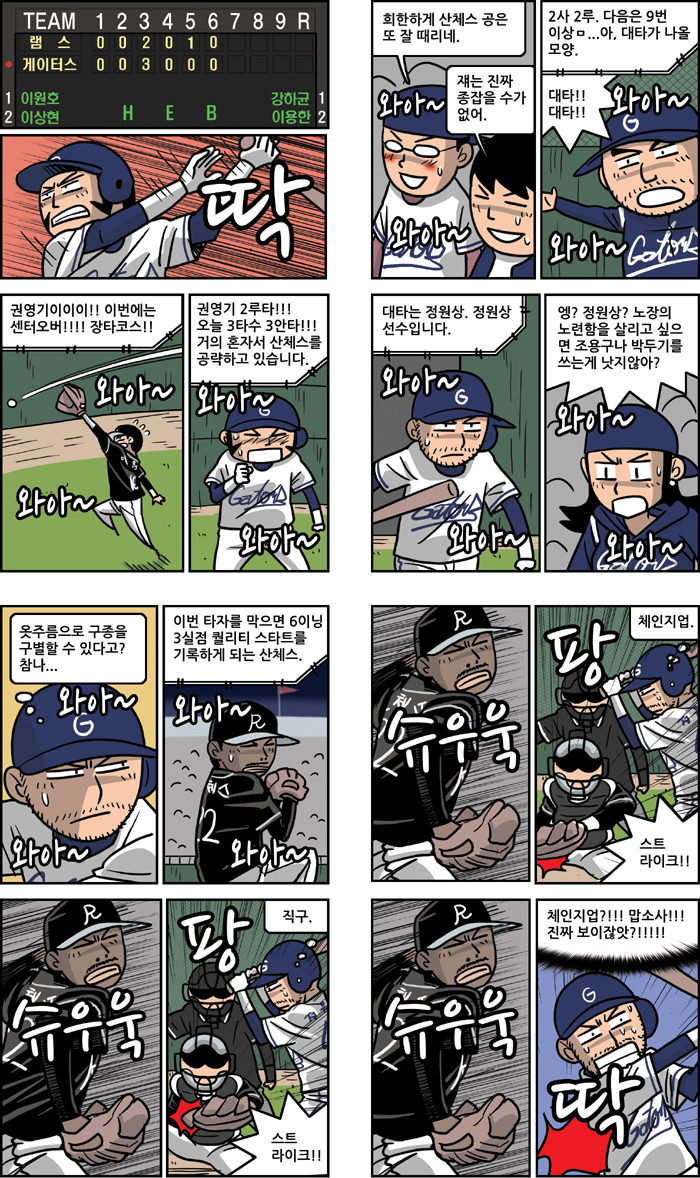 TEAM 1 2 3 4 5 6 7 8 9 R
램 스 0 0 2 0 1 0
게이터스 0 0 3 0 0 0
1 이원호 강하균 1
2 이상현 H E B 이용한 2
딱
희한하게 산체스 공은
또 잘 때리네.
쟤는 진짜
종잡을 수가
없어.
와아~
와아~
2사 2루. 다음은 9번
이상ㅁ...아, 대타가 나올
모양.
대타!!
대타!!
와아~
G
와아~
Gators
권영기이이이!! 이번에는
센터오버!!!! 장타코스!!
와아~
와아~
권영기 2루타!!!
오늘 3타수 3안타!!!
거의 혼자서 산체스를
공략하고 있습니다.
와아~
G
Gators
와아~
대타는 정원상. 정원상
선수입니다.
와아~
G
Gators
와아~
엥? 정원상? 노장의
노련함을 살리고 싶으
면 조용구나 박두기를
쓰는게 낫지않아?
와아~
와아~
옷주름으로 구종을
구별할 수 있다고?
참나...
와아~
G
와아~
이번 타자를 막으면 6이닝
3실점 퀄리티 스타트를
기록하게 되는 산체스.
와아~
R
2
와아~
R
슈우욱
체인지업.
팡
스트
라이크!!
R
슈우욱
직구.
팡
스트
라이크!!
R
슈우욱
체인지업?!!! 맙소사!!!
진짜 보이잖앗?!!!!!
G
딱
Gators